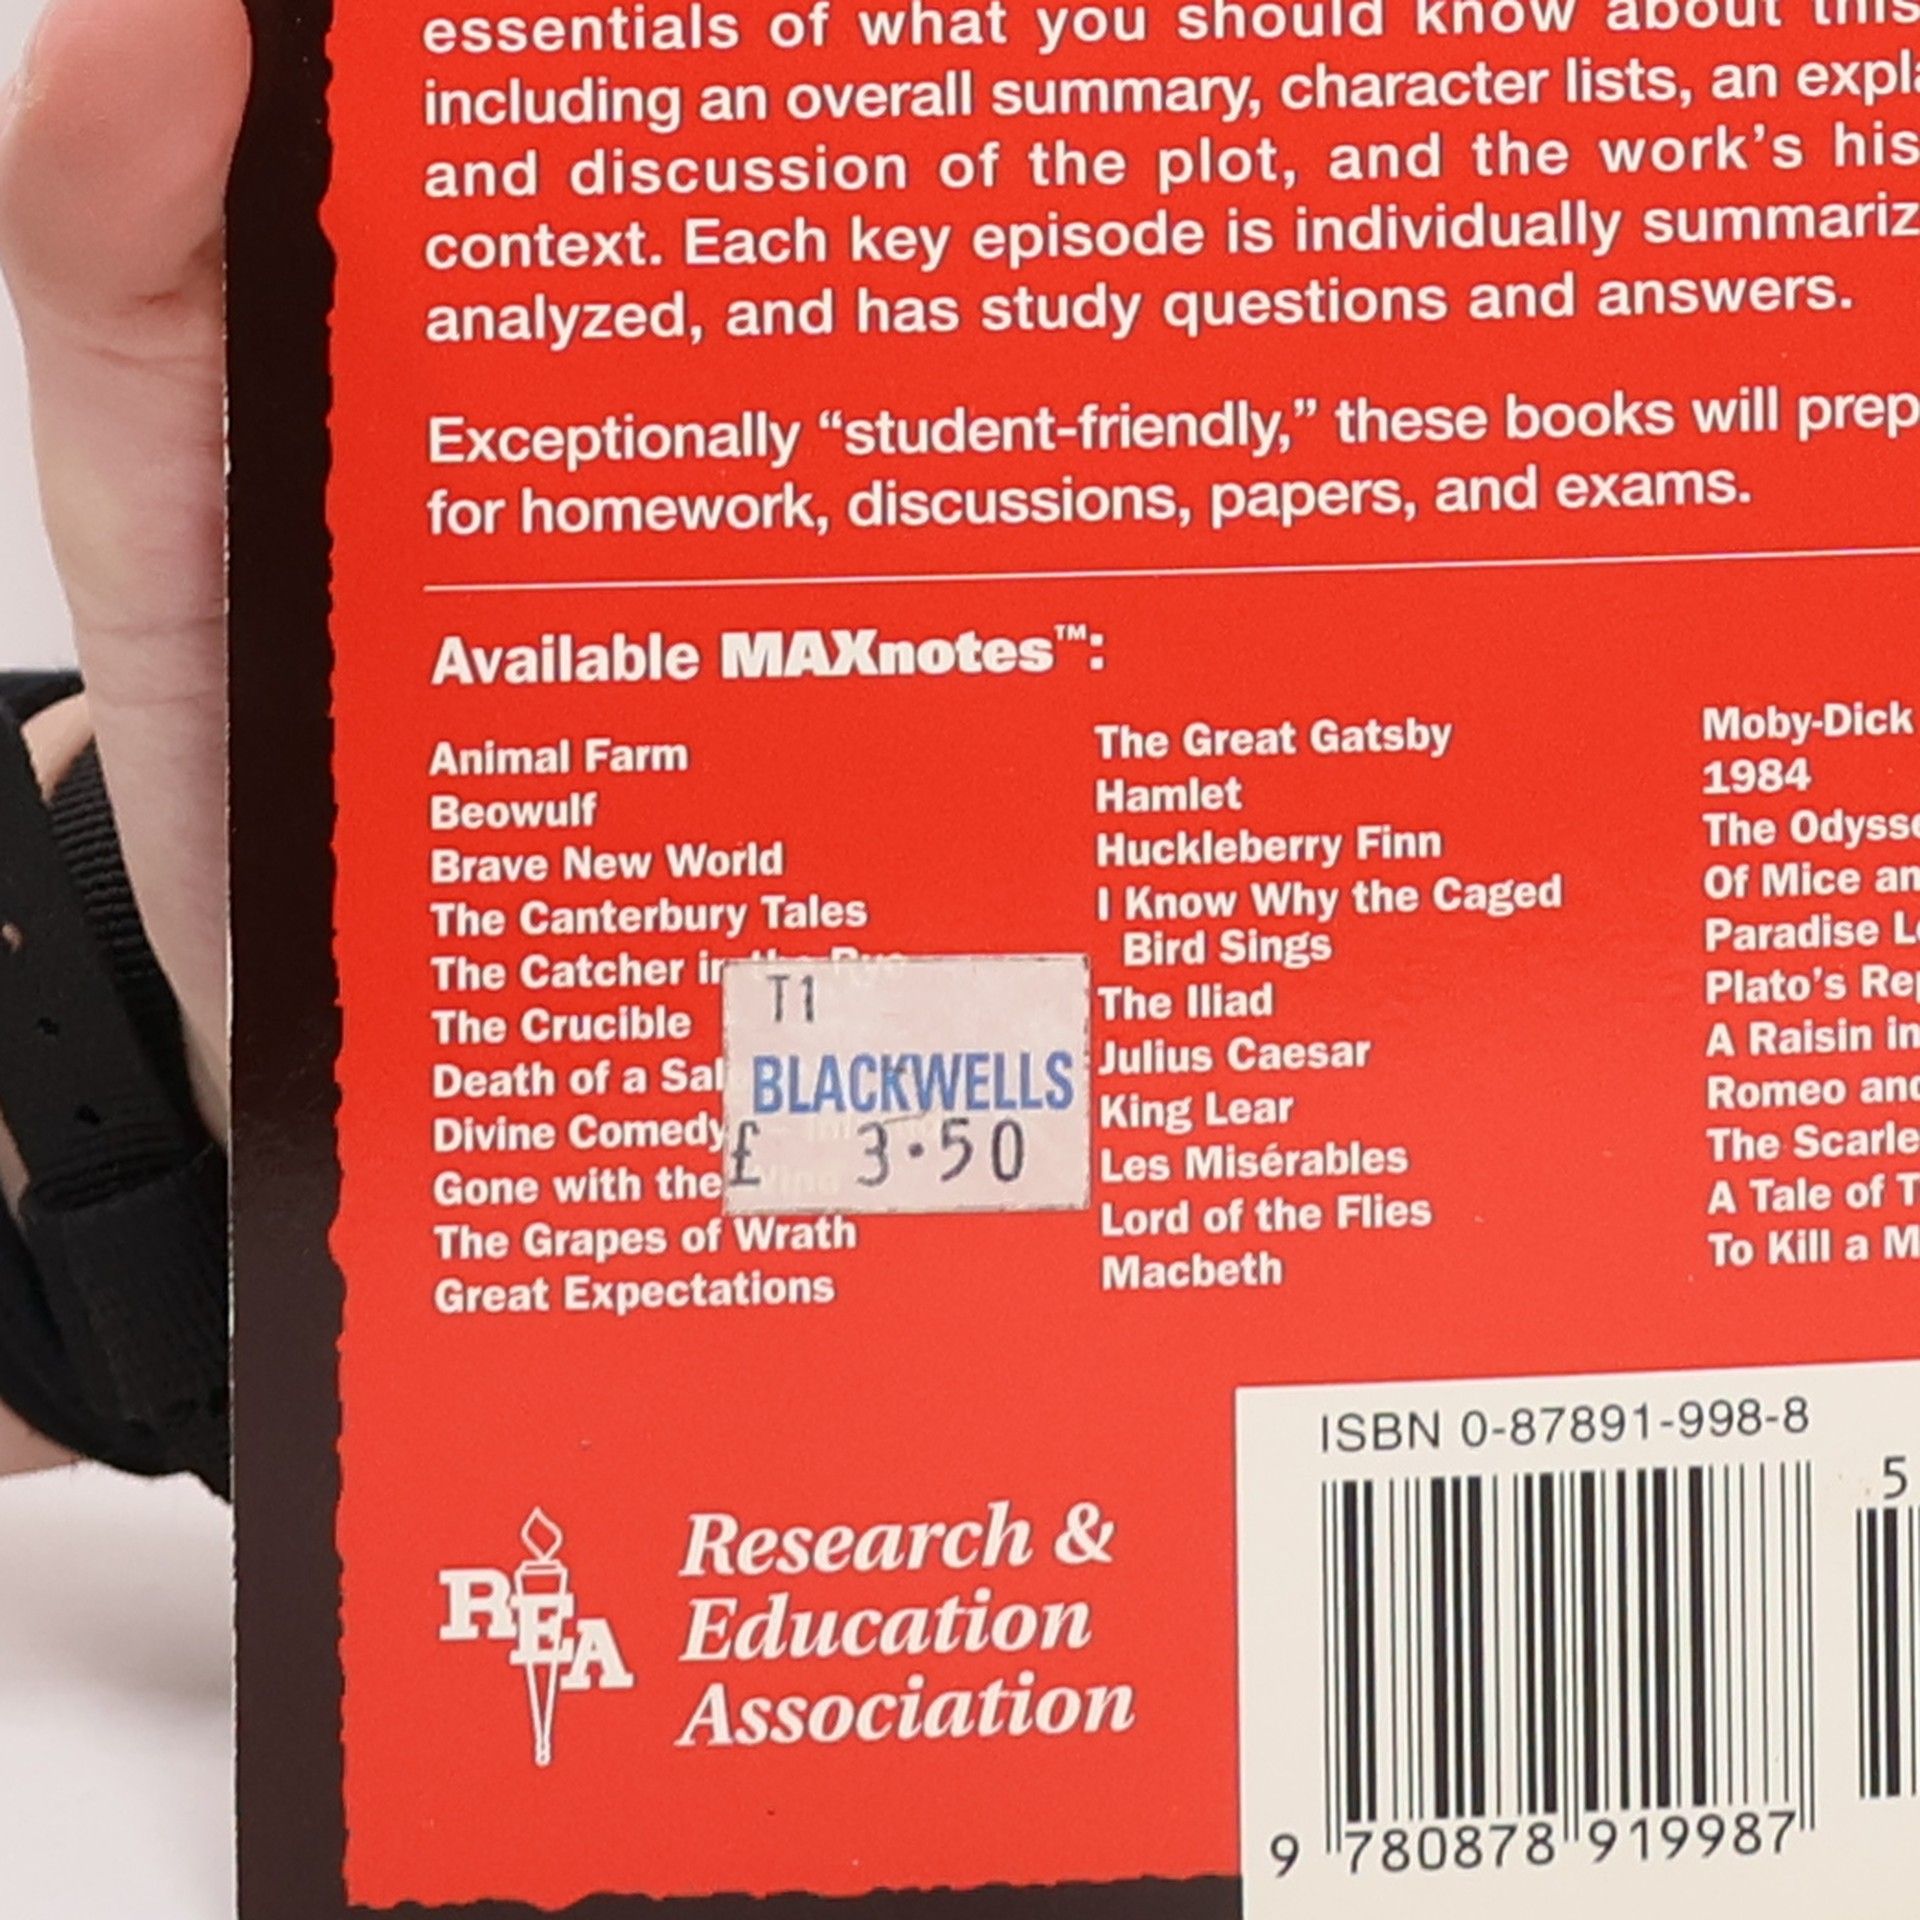 essentials of what you should know about this
including an overall summary, character lists, an expla
and discussion of the plot, and the work's his
context. Each key episode is individually summariz
analyzed, and has study questions and answers.
Exceptionally “student-friendly,” these books will prep
for homework, discussions, papers, and exams.
Available MAXnotes™:
Animal Farm
Beowulf
Brave New World
The Canterbury Tales
The Catcher in the Rye
The Crucible
Death of a Sal
Divine Comedy
Gone with the Wind
The Grapes of Wrath
Great Expectations
T1
BLACKWELLS
£ 3·50
The Great Gatsby
Hamlet
Huckleberry Finn
I Know Why the Caged
Bird Sings
The Iliad
Julius Caesar
King Lear
Les Misérables
Lord of the Flies
Macbeth
Moby-Dick
1984
The Odysse
Of Mice an
Paradise Lo
Plato's Rep
A Raisin in
Romeo and
The Scarle
A Tale of T
To Kill a M
REA
Research &
Education
Association
ISBN 0-87891-998-8
5
9 780878 919987